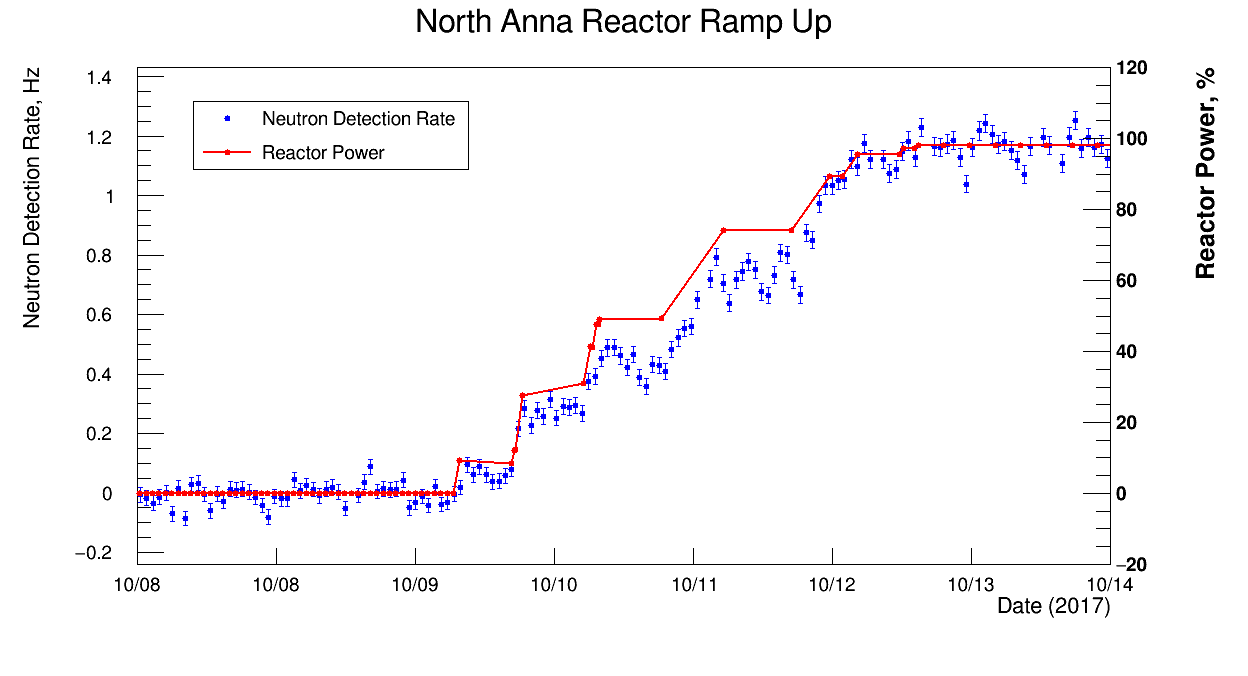 North Anna Reactor Ramp Up
Neutron Detection Rate, Hz
1.4
1.2
1
0.8
0.6
0.4
0.2
0
−0.2
Neutron Detection Rate
Reactor Power
120
100
80
60
40
20
0
−20
Reactor Power, %
10/08 10/08 10/09 10/10 10/11 10/12 10/13 10/14
Date (2017)